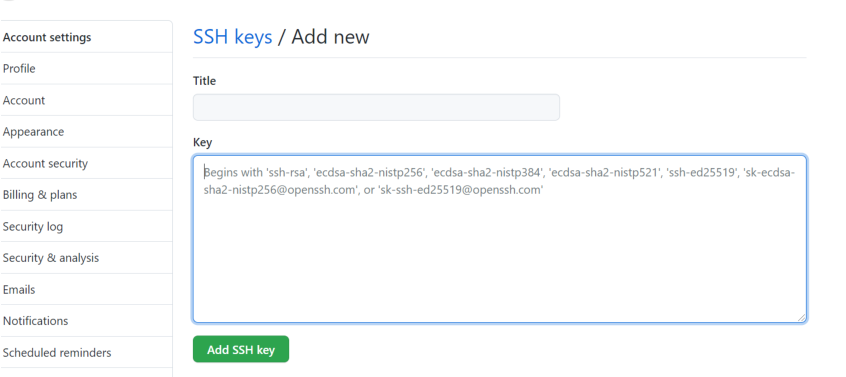 Account settings
Profile
Account
Appearance
Account security
Billing & plans
Security log
Security & analysis
Emails
Notifications
Scheduled reminders
SSH keys / Add new
Title
Key
Begins with 'ssh-rsa', 'ecdsa-sha2-nistp256', 'ecdsa-sha2-nistp384', 'ecdsa-sha2-nistp521', 'ssh-ed25519', 'sk-ecdsa-
sha2-nistp256@openssh.com', or 'sk-ssh-ed25519@openssh.com'
Add SSH key